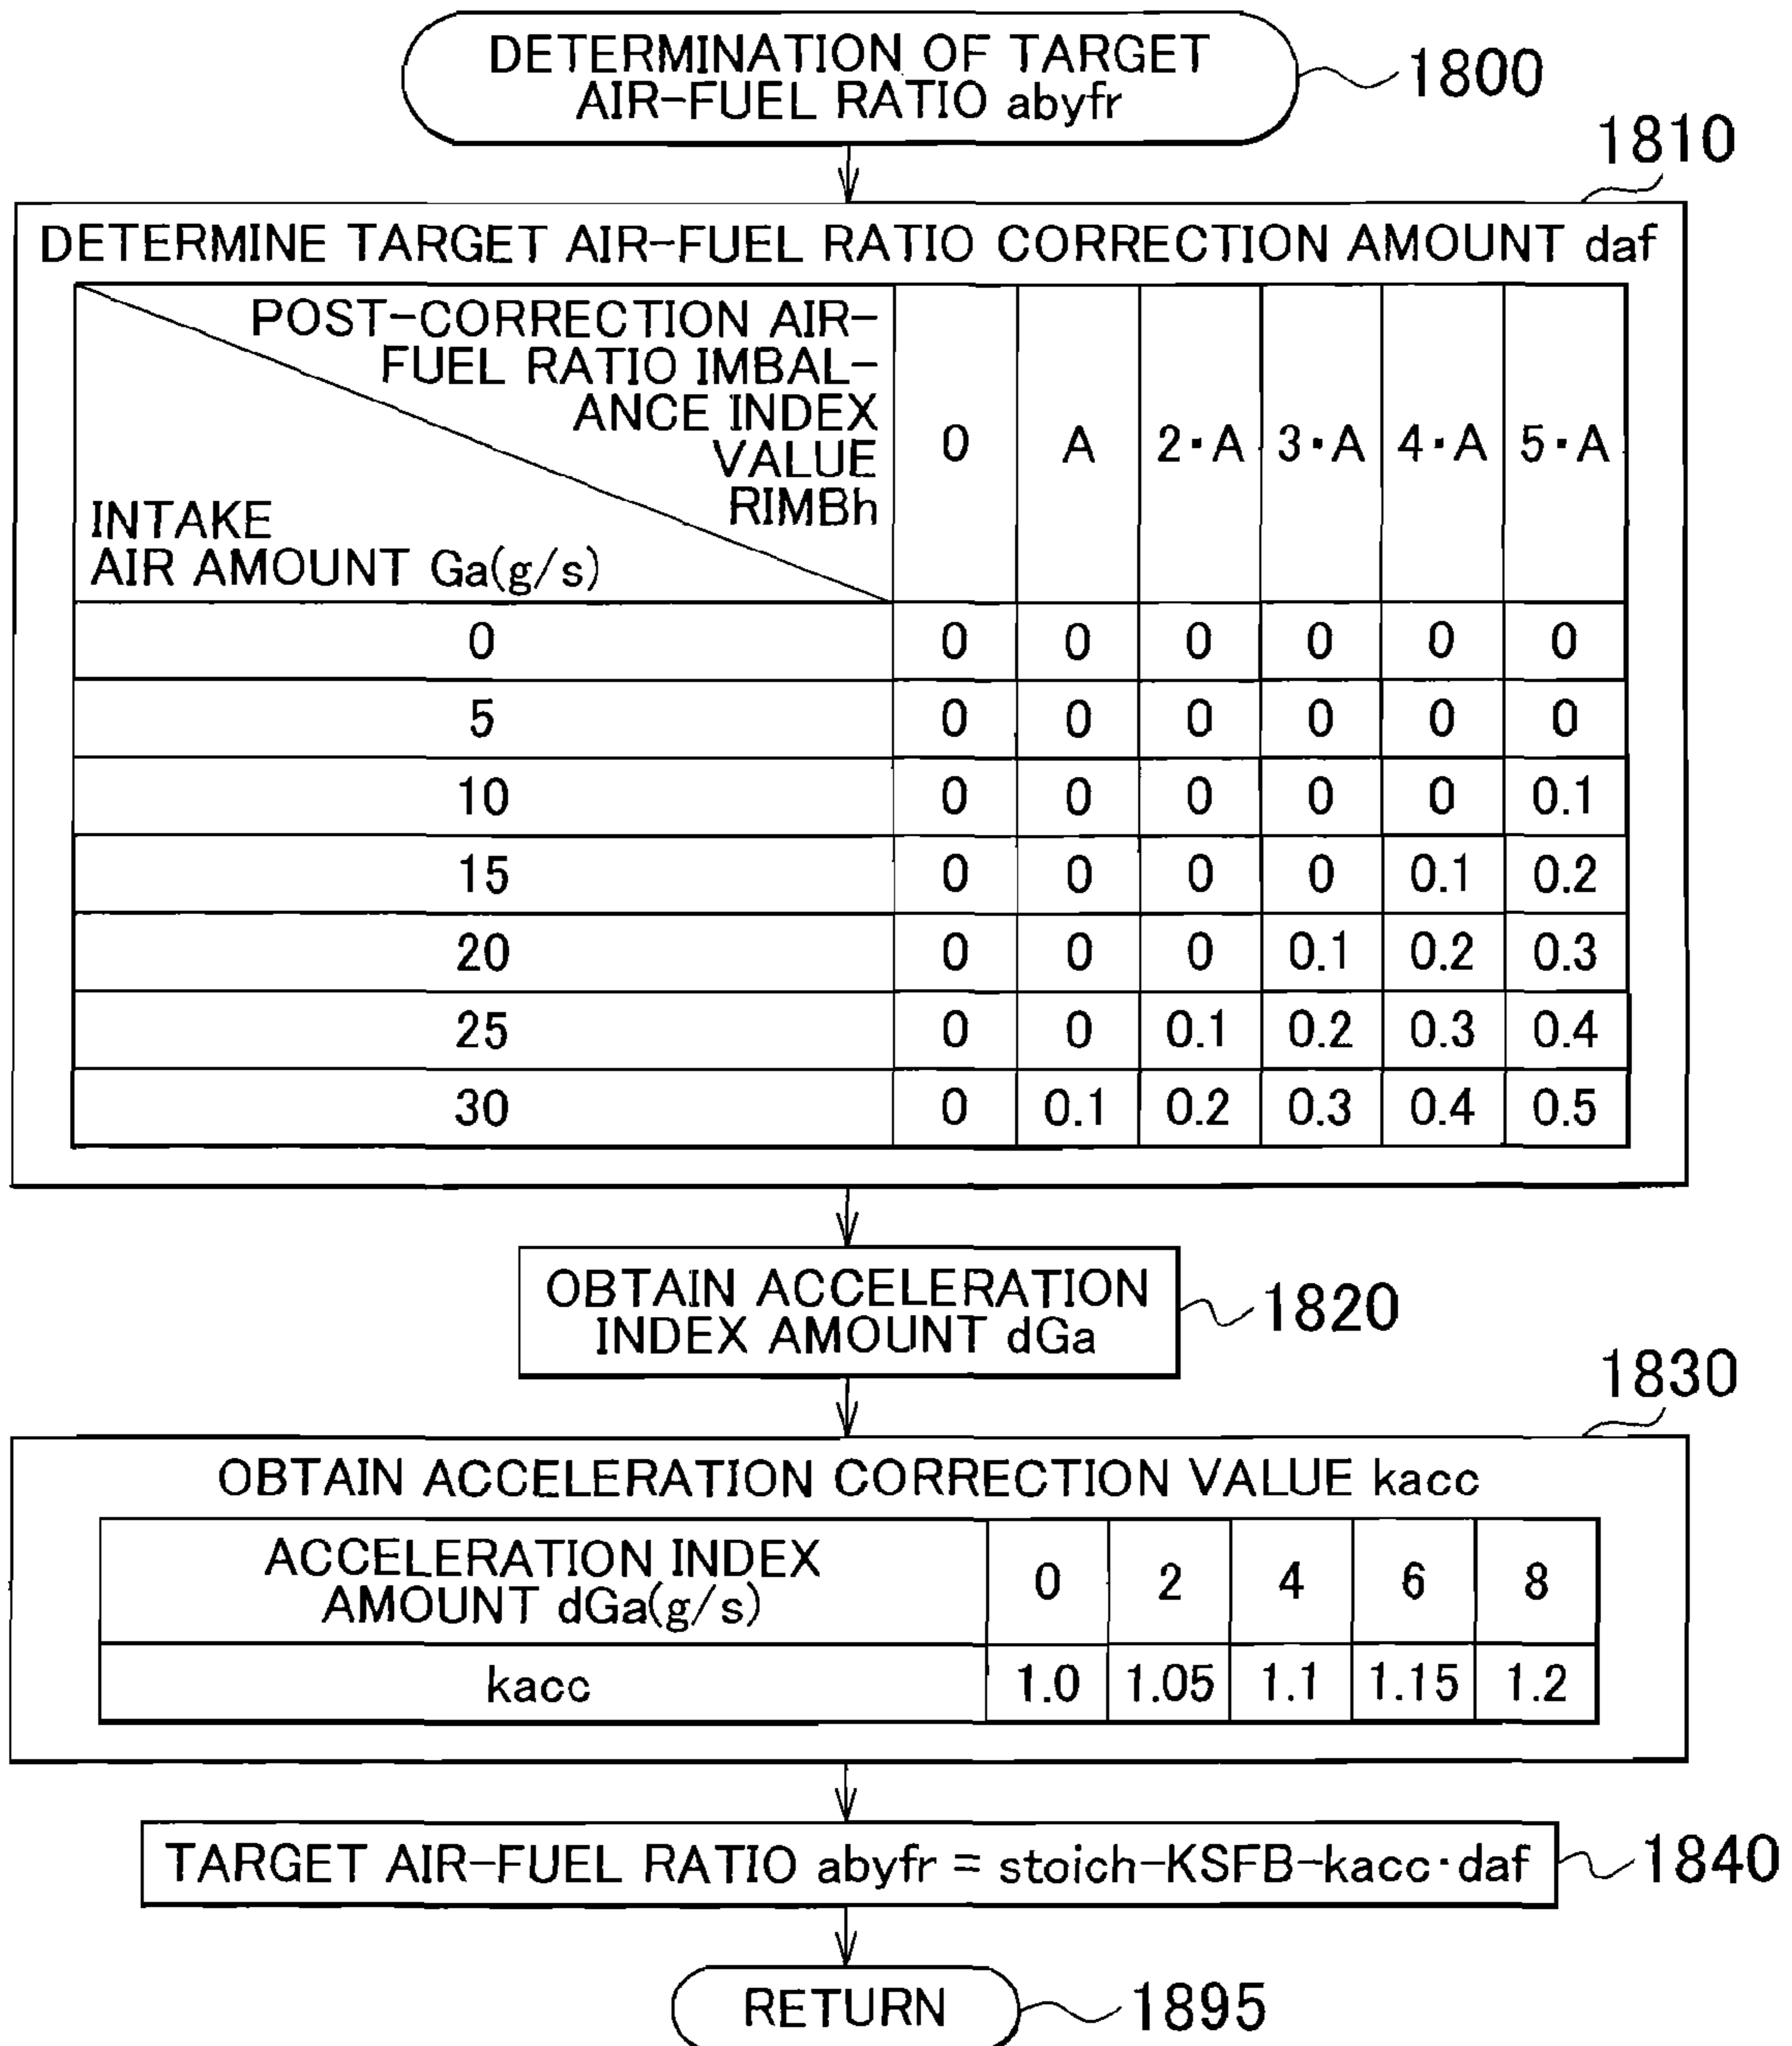 DETERMINATION OF TARGET
AIR-FUEL RATIO abyfr
1800
1810
DETERMINE TARGET AIR-FUEL RATIO CORRECTION AMOUNT daf
POST-CORRECTION AIR-
FUEL RATIO IMBAL-
ANCE INDEX
VALUE
RIMBh
INTAKE
AIR AMOUNT Ga(g/s)
0 A 2·A 3·A 4·A 5·A
0 0 0 0 0 0 0
5 0 0 0 0 0 0
10 0 0 0 0 0 0.1
15 0 0 0 0 0.1 0.2
20 0 0 0 0.1 0.2 0.3
25 0 0 0.1 0.2 0.3 0.4
30 0 0.1 0.2 0.3 0.4 0.5
OBTAIN ACCELERATION
INDEX AMOUNT dGa
1820
1830
OBTAIN ACCELERATION CORRECTION VALUE kacc
ACCELERATION INDEX
AMOUNT dGa(g/s)
0 2 4 6 8
kacc 1.0 1.05 1.1 1.15 1.2
TARGET AIR-FUEL RATIO abyfr = stoich-KSFB-kacc·daf
1840
RETURN
1895